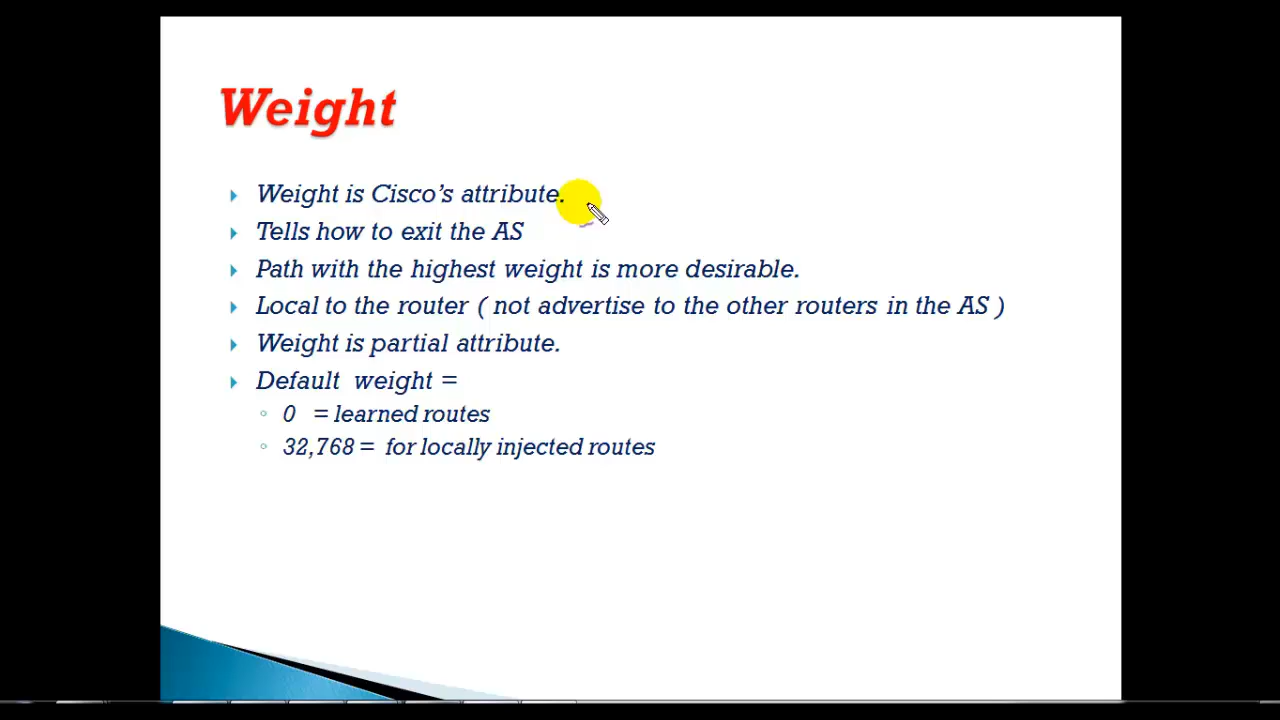 Weight
Weight is Cisco's attribute.
Tells how to exit the AS
Path with the highest weight is more desirable.
Local to the router ( not advertise to the other routers in the AS )
Weight is partial attribute.
Default weight =
0 = learned routes
32,768 = for locally injected routes